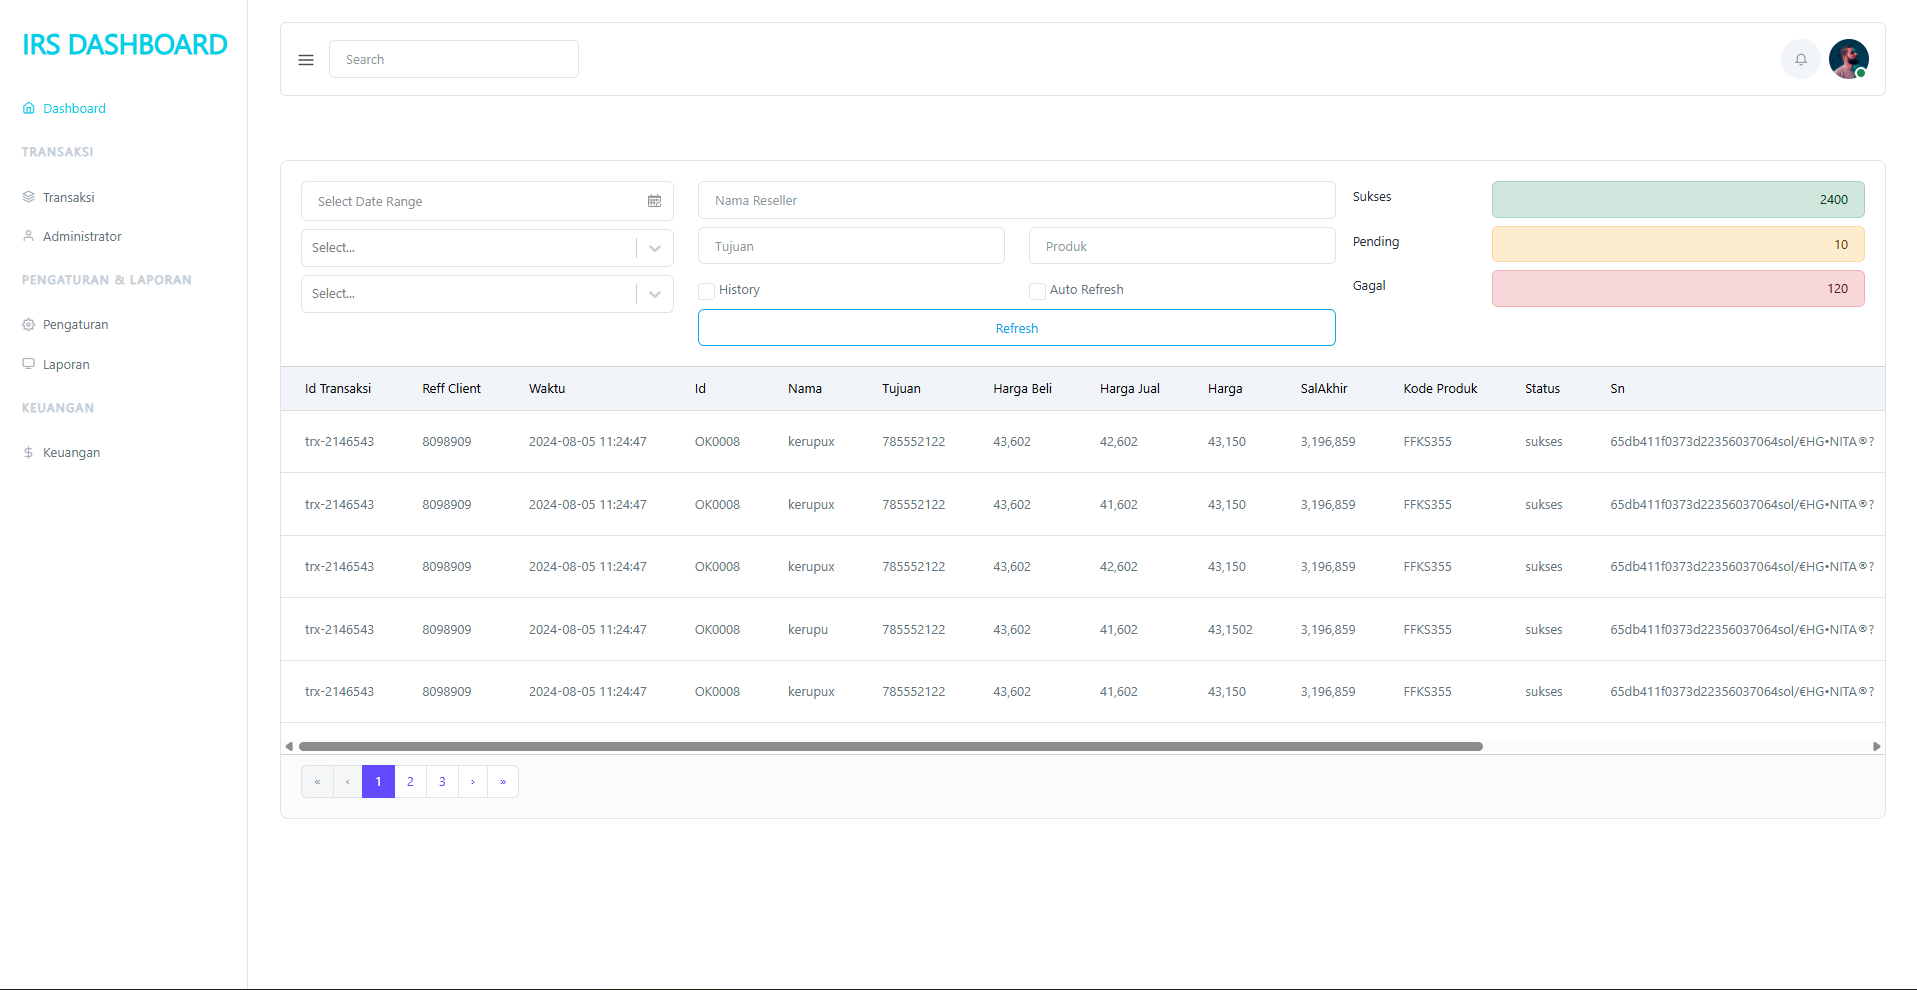 IRS DASHBOARD
Dashboard
TRANSAKSI
Transaksi
Administrator
PENGATURAN & LAPORAN
Pengaturan
Laporan
KEUANGAN
Keuangan
Search
Select Date Range
Select...
Select...
Nama Reseller
Tujuan Produk
History Auto Refresh
Refresh
Sukses 2400
Pending 10
Gagal 120
Id Transaksi Reff Client Waktu Id Nama Tujuan Harga Beli Harga Jual Harga SalAkhir Kode Produk Status Sn
trx-2146543 8098909 2024-08-05 11:24:47 OK0008 kerupux 785552122 43,602 42,602 43,150 3,196,859 FFKS355 sukses 65db411f0373d22356037064sol/€HG•NITA®?
trx-2146543 8098909 2024-08-05 11:24:47 OK0008 kerupux 785552122 43,602 41,602 43,150 3,196,859 FFKS355 sukses 65db411f0373d22356037064sol/€HG•NITA®?
trx-2146543 8098909 2024-08-05 11:24:47 OK0008 kerupux 785552122 43,602 42,602 43,150 3,196,859 FFKS355 sukses 65db411f0373d22356037064sol/€HG•NITA®?
trx-2146543 8098909 2024-08-05 11:24:47 OK0008 kerupu 785552122 43,602 41,602 43,1502 3,196,859 FFKS355 sukses 65db411f0373d22356037064sol/€HG•NITA®?
trx-2146543 8098909 2024-08-05 11:24:47 OK0008 kerupux 785552122 43,602 41,602 43,150 3,196,859 FFKS355 sukses 65db411f0373d22356037064sol/€HG•NITA®?
« ‹ 1 2 3 › »